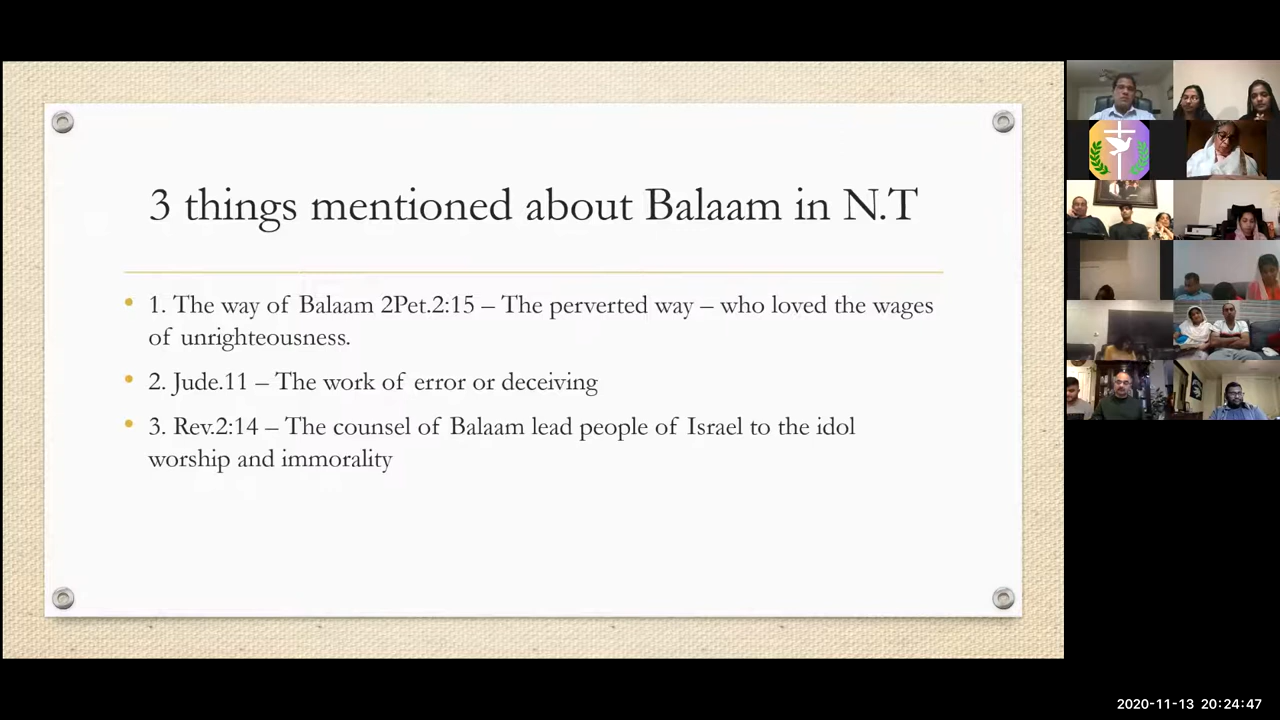 3 things mentioned about Balaam in N.T
• 1. The way of Balaam 2Pet.2:15 – The perverted way – who loved the wages
of unrighteousness.
• 2. Jude.11 – The work of error or deceiving
• 3. Rev.2:14 – The counsel of Balaam lead people of Israel to the idol
worship and immorality
2020-11-13 20:24:47